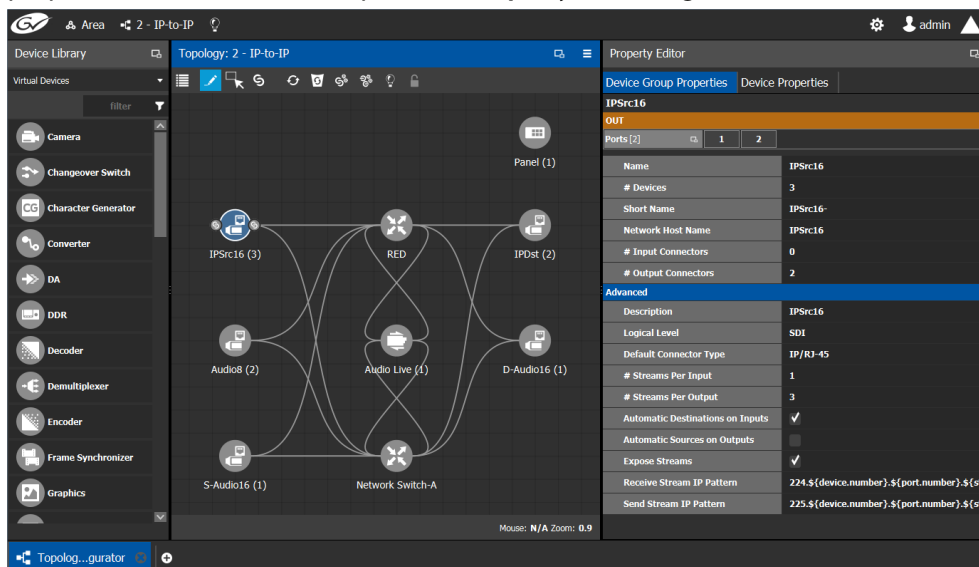 GV Area 2 - IP-to-IP admin
Device Library
Topology: 2 - IP-to-IP
Property Editor
Virtual Devices
filter
Camera
Changeover Switch
CG Character Generator
Converter
DA
DDR
Decoder
Demultiplexer
Encoder
Frame Synchronizer
Graphics
Panel (1)
IPSrc16 (3)
RED
IPDst (2)
Audio8 (2)
Audio Live (1)
D-Audio16 (1)
S-Audio16 (1)
Network Switch-A
Mouse: N/A Zoom: 0.9
Device Group Properties Device Properties
IPSrc16
OUT
Ports [2] 1 2
Name IPSrc16
# Devices 3
Short Name IPSrc16-
Network Host Name IPSrc16
# Input Connectors 0
# Output Connectors 2
Advanced
Description IPSrc16
Logical Level SDI
Default Connector Type IP/RJ-45
# Streams Per Input 1
# Streams Per Output 3
Automatic Destinations on Inputs
Automatic Sources on Outputs
Expose Streams
Receive Stream IP Pattern 224.${device.number}.${port.number}.${s
Send Stream IP Pattern 225.${device.number}.${port.number}.${s
Topolog...gurator